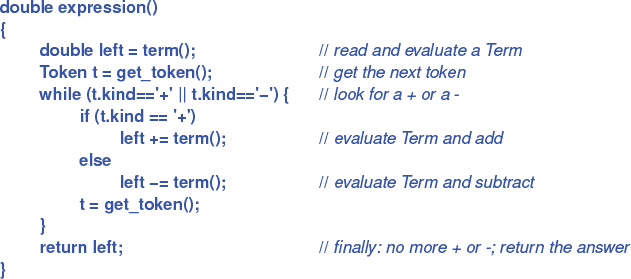 double expression()
{
double left = term(); // read and evaluate a Term
Token t = get_token(); // get the next token
while (t.kind=='+' || t.kind=='–') { // look for a + or a -
if (t.kind == '+')
left += term(); // evaluate Term and add
else
left –= term(); // evaluate Term and subtract
t = get_token();
}
return left; // finally: no more + or -; return the answer
}